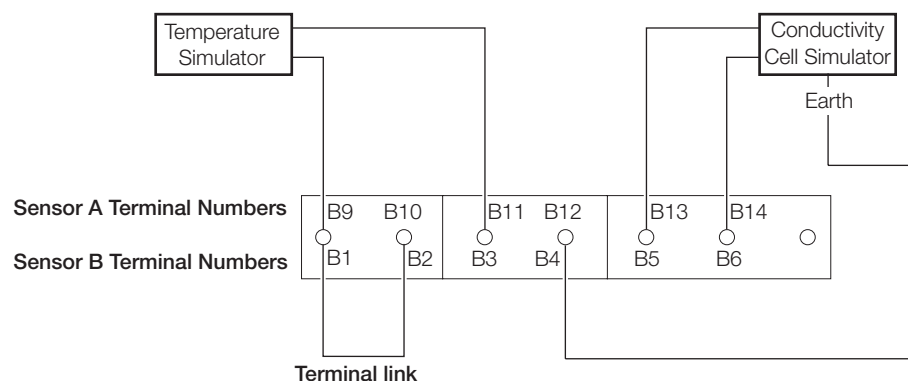 Temperature
Simulator
Conductivity
Cell Simulator
Earth
Sensor A Terminal Numbers
B9 B10 B11 B12 B13 B14
Sensor B Terminal Numbers
B1 B2 B3 B4 B5 B6
Terminal link